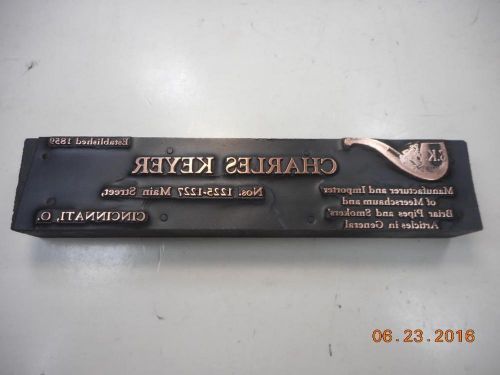 C.K.
Established 1859
CHARLES KEYER
Manufacturer and Importer
of Meerschaum and
Briar Pipes and Smokers'
Articles in General
Nos. 1225-1227 Main Street,
CINCINNATI, O.
06.23.2016